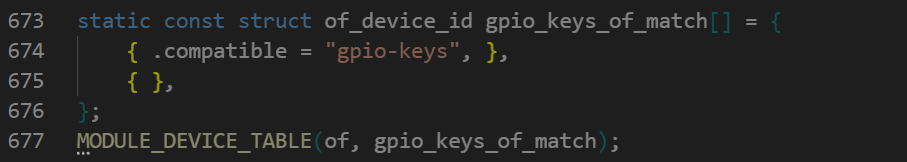 673 static const struct of_device_id gpio_keys_of_match[] = {
674     { .compatible = "gpio-keys", },
675     { },
676 };
677 MODULE_DEVICE_TABLE(of, gpio_keys_of_match);